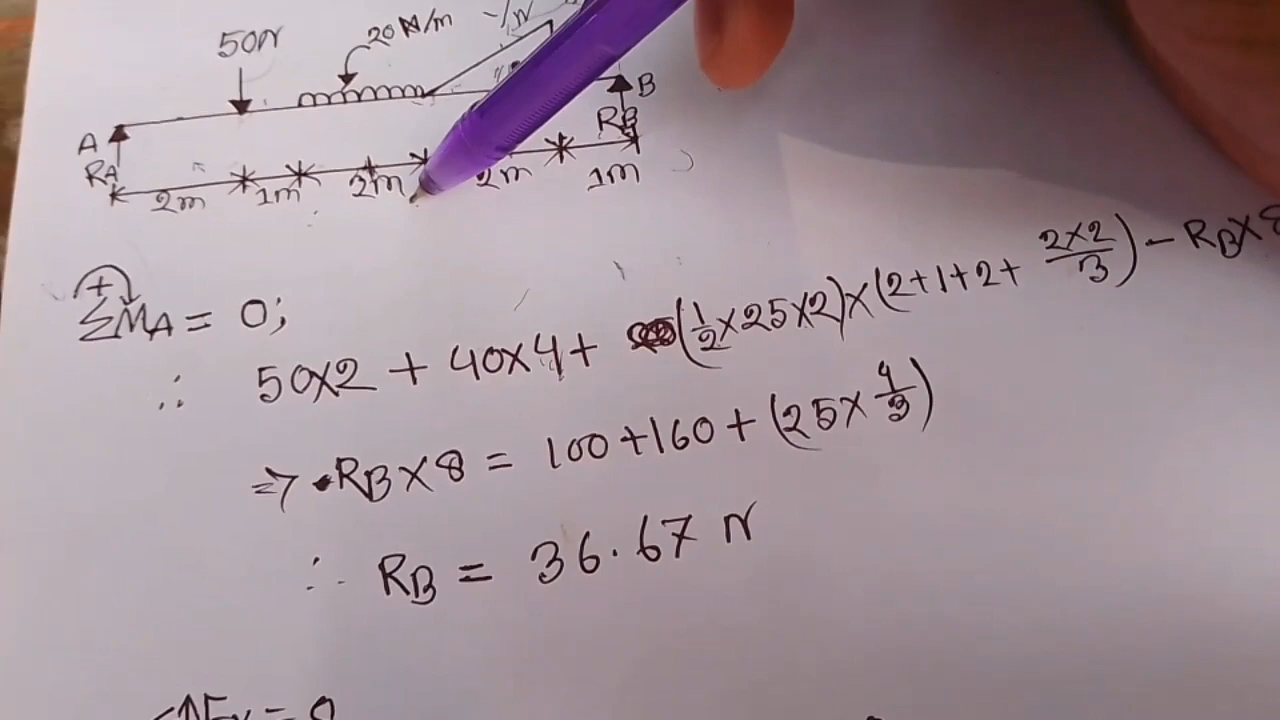 50N
20 N/m
A
B
RA
RB
2m 1m 2m 2m 1m
+
ΣMA = 0;
∴ 50×2 + 40×4 + (1/2×25×2)×(2+1+2+ 2×2/3) - RB×8
⇒ RB×8 = 100+160+(25×4/3)
∴ RB = 36.67 N